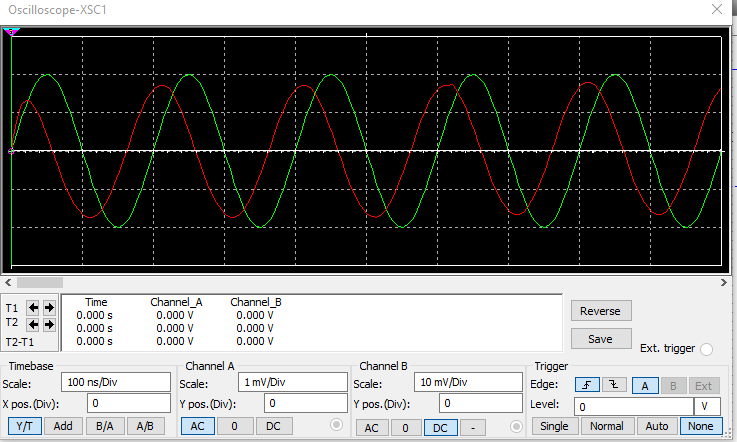 Oscilloscope-XSC1
T1
T2
T2-T1
Time Channel_A Channel_B
0.000 s 0.000 V 0.000 V
0.000 s 0.000 V 0.000 V
0.000 s 0.000 V 0.000 V
Reverse
Save
Ext. trigger
Timebase
Scale: 100 ns/Div
X pos.(Div): 0
Y/T Add B/A A/B
Channel A
Scale: 1 mV/Div
Y pos.(Div): 0
AC 0 DC
Channel B
Scale: 10 mV/Div
Y pos.(Div): 0
AC 0 DC -
Trigger
Edge: A B Ext
Level: 0 V
Single Normal Auto None